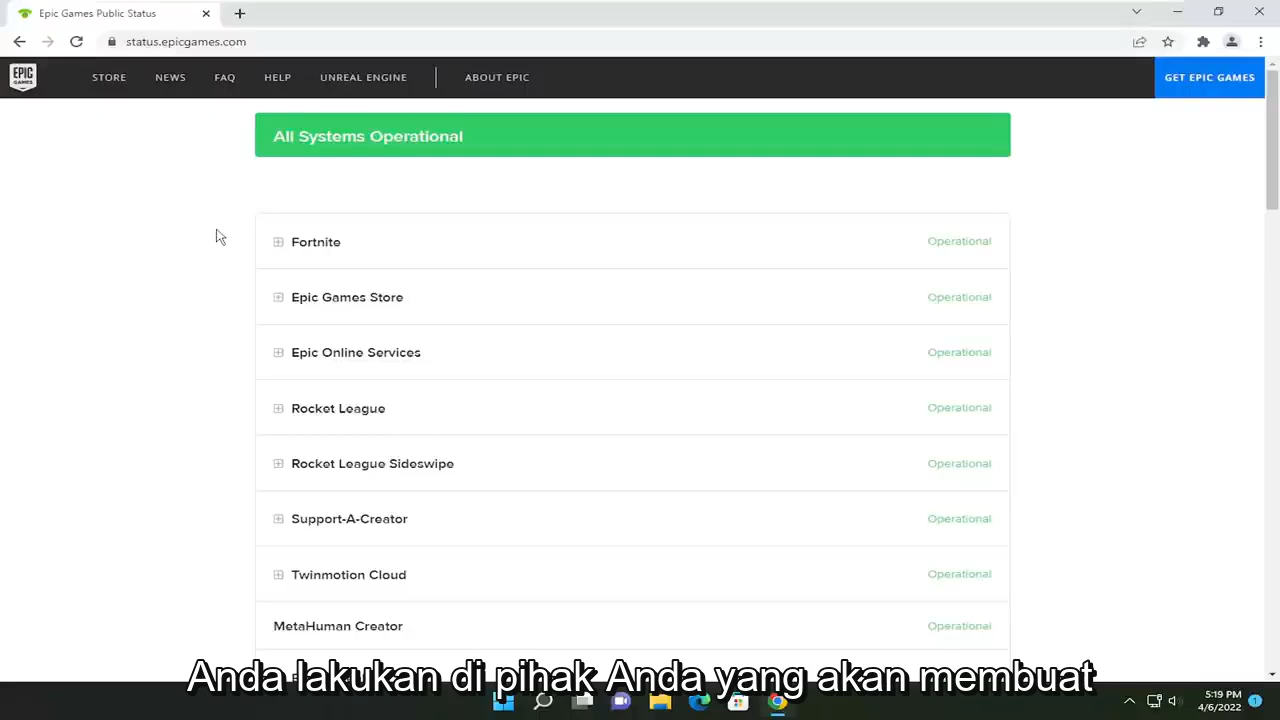 Epic Games Public Status
status.epicgames.com
EPIC GAMES
STORE NEWS FAQ HELP UNREAL ENGINE ABOUT EPIC GET EPIC GAMES
All Systems Operational
Fortnite Operational
Epic Games Store Operational
Epic Online Services Operational
Rocket League Operational
Rocket League Sideswipe Operational
Support-A-Creator Operational
Twinmotion Cloud Operational
MetaHuman Creator Operational
Anda lakukan di pihak Anda yang akan membuat
5:19 PM
4/6/2022
1